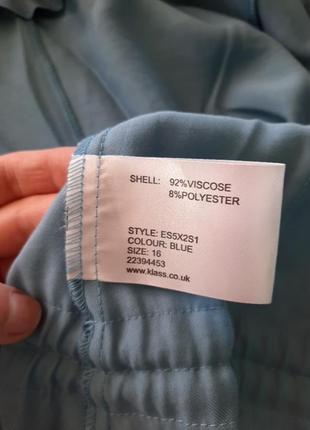 SHELL: 92%VISCOSE
8%POLYESTER
STYLE: ES5X2S1
COLOUR: BLUE
SIZE: 16
22394453
www.klass.co.uk